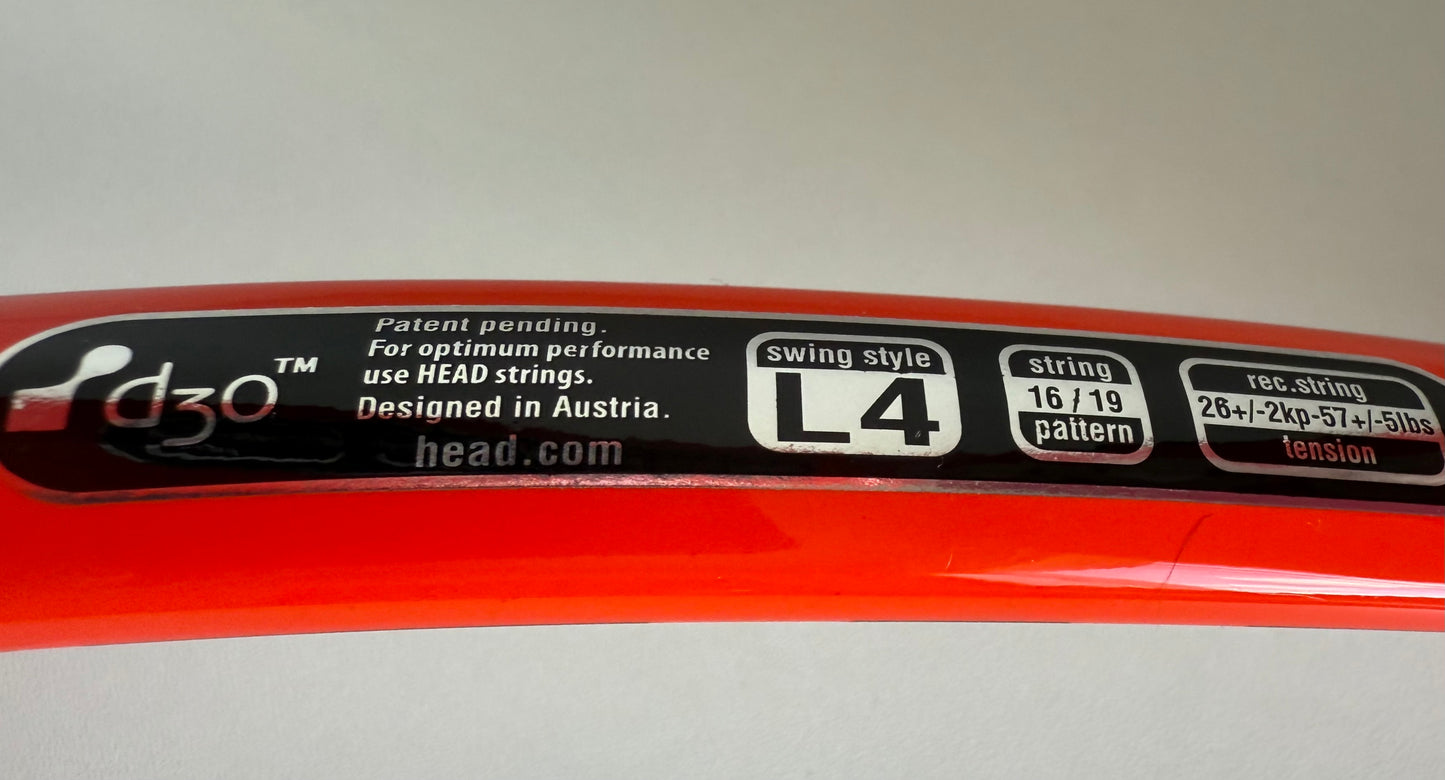 d3o™
Patent pending.
For optimum performance
use HEAD strings.
Designed in Austria.
head.com
swing style
L4
string
16/19
pattern
rec.string
26+/-2kp-57+/-5lbs
tension